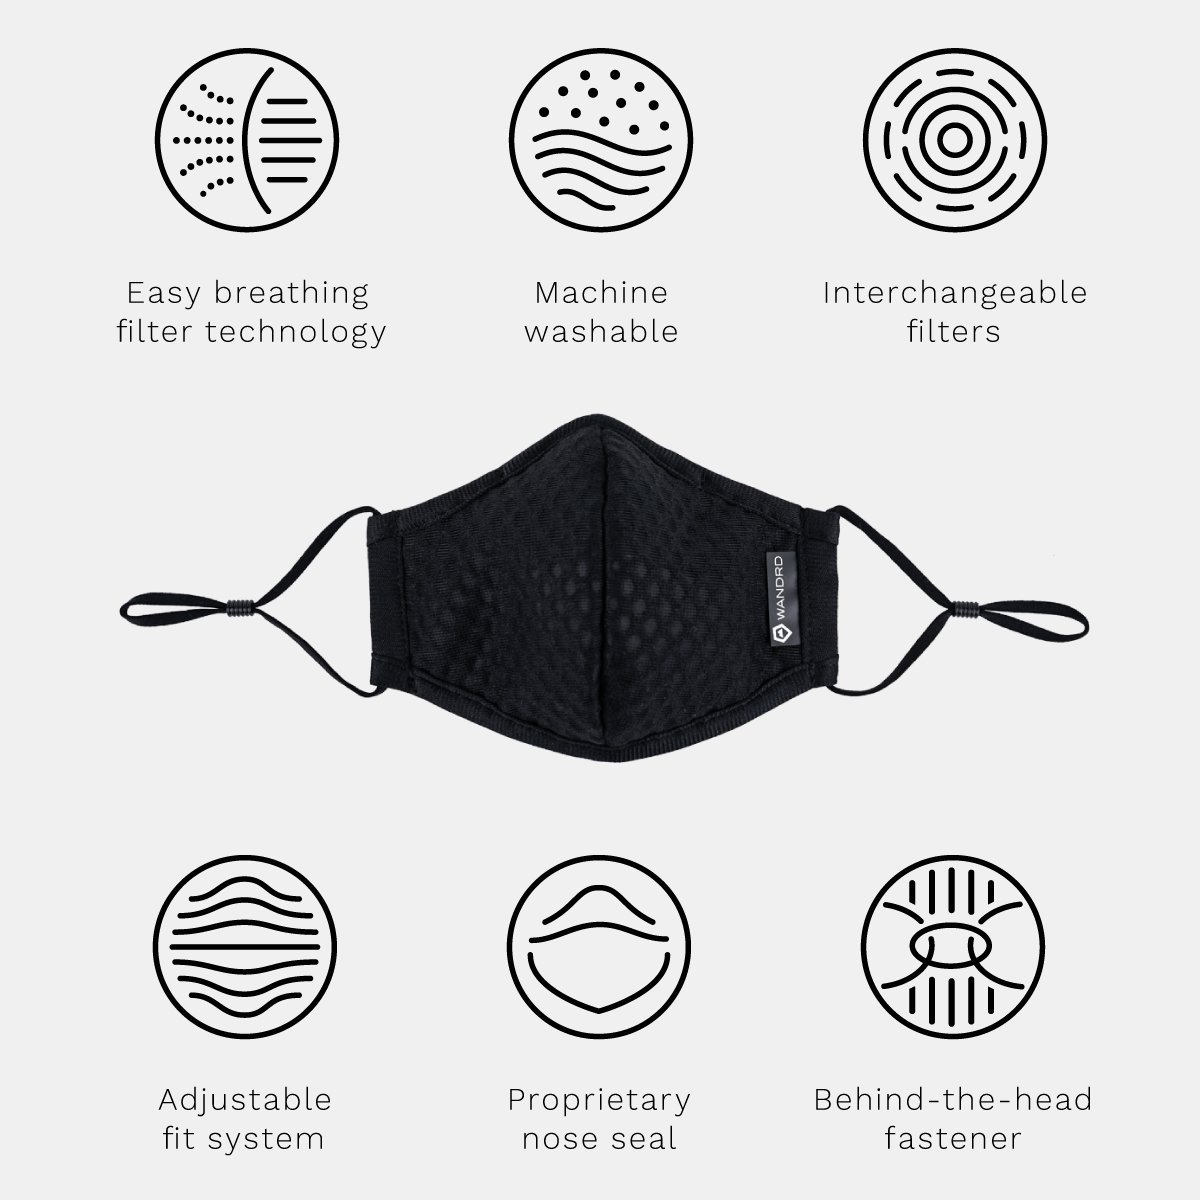 Easy breathing
filter technology
Machine
washable
Interchangeable
filters
WANDRD
Adjustable
fit system
Proprietary
nose seal
Behind-the-head
fastener